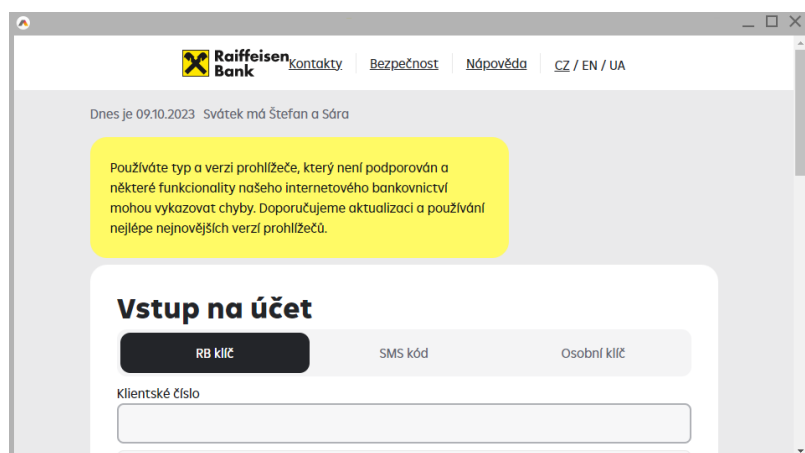 Raiffeisen
Bank
Kontakty Bezpečnost Nápověda CZ / EN / UA
Dnes je 09.10.2023 Svátek má Štefan a Sára
Používáte typ a verzi prohlížeče, který není podporován a
některé funkcionality našeho internetového bankovnictví
mohou vykazovat chyby. Doporučujeme aktualizaci a používání
nejlépe nejnovějších verzí prohlížečů.
Vstup na účet
RB klíč SMS kód Osobní klíč
Klientské číslo